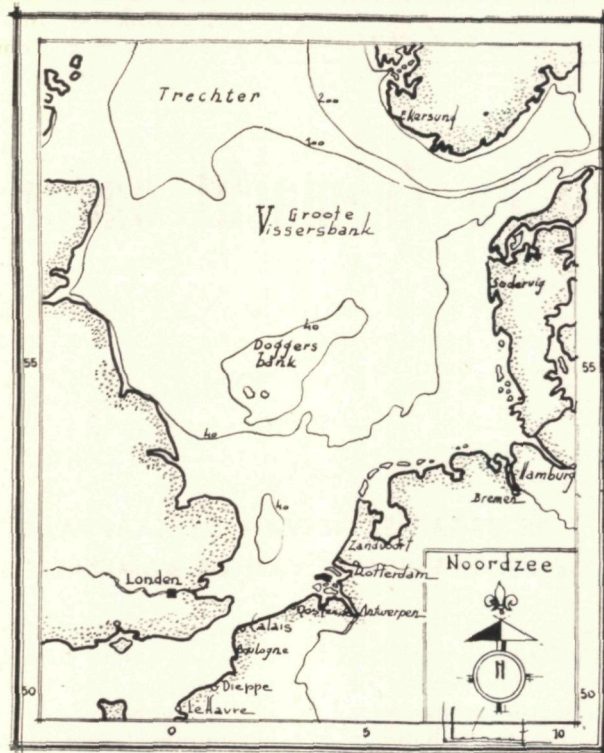 Trechter
200
Ekersund
100
Groote
Vissersbank
Sodervig
40
Doggers
bank
55
55
40
Hamburg
Bremen
40
Zandvoort
Noordzee
Rotterdam
Londen
Oostende
Antwerpen
Calais
Boulogne
N
Dieppe
50
50
Le Havre
0
5
10